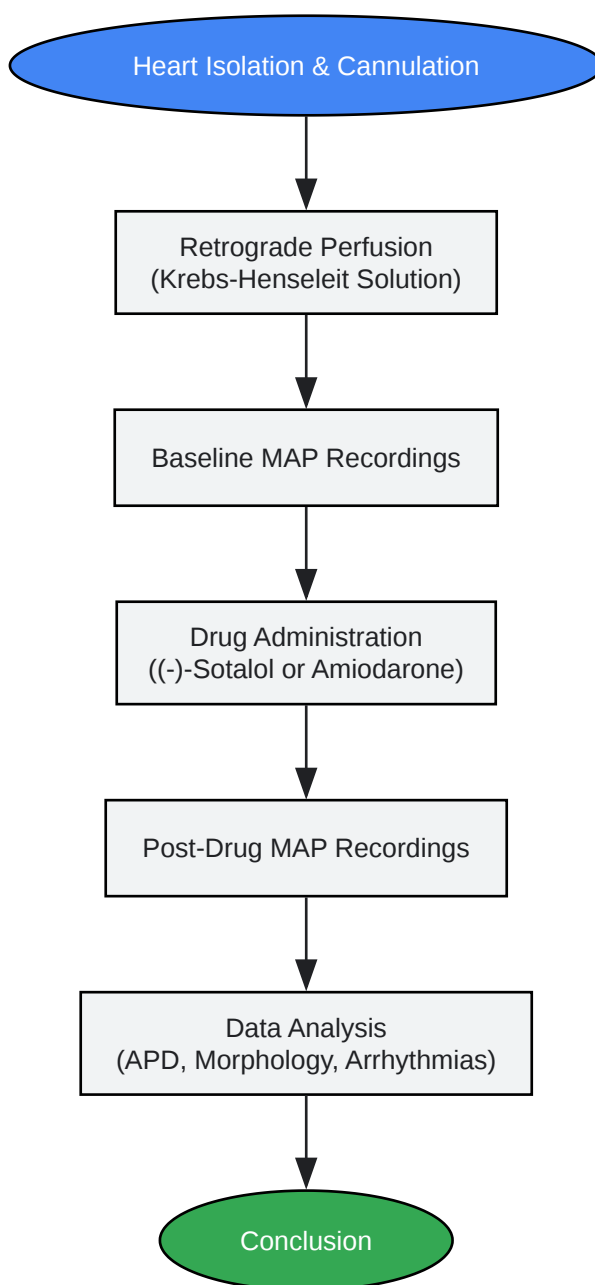 Heart Isolation & Cannulation
Retrograde Perfusion
(Krebs-Henseleit Solution)
Baseline MAP Recordings
Drug Administration
((-)-Sotalol or Amiodarone)
Post-Drug MAP Recordings
Data Analysis
(APD, Morphology, Arrhythmias)
Conclusion